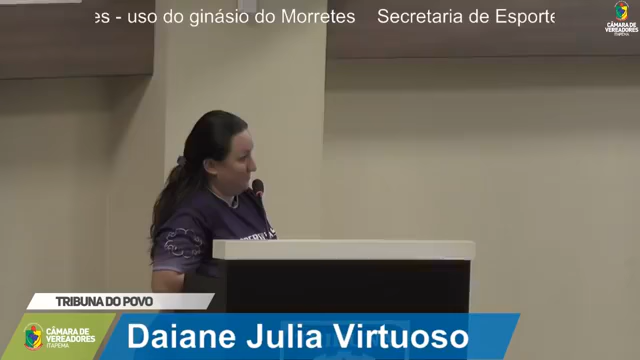 es - uso do ginásio do Morretes    Secretaria de Esporte
CÂMARA DE
VEREADORES
ITAPEMA
TRIBUNA DO POVO
CÂMARA DE
VEREADORES
ITAPEMA
Daiane Julia Virtuoso